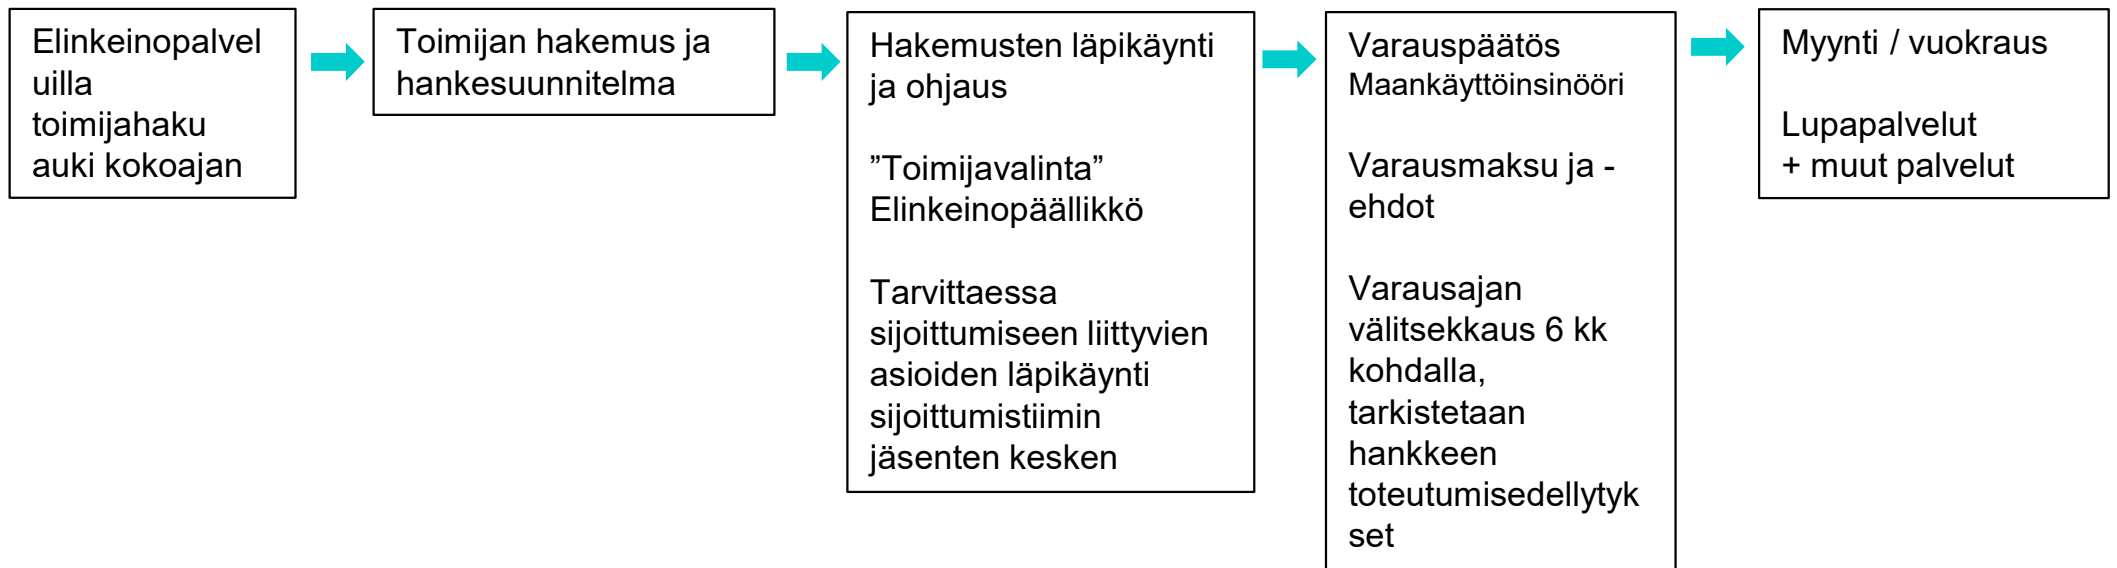 Elinkeinopalvel
uilla
toimijahaku
auki kokoajan
Toimijan hakemus ja
hankesuunnitelma
Hakemusten läpikäynti
ja ohjaus
”Toimijavalinta”
Elinkeinopäällikkö
Tarvittaessa
sijoittumiseen liittyvien
asioiden läpikäynti
sijoittumistiimin
jäsenten kesken
Varauspäätös
Maankäyttöinsinööri
Varausmaksu ja -
ehdot
Varausajan
välitsekkaus 6 kk
kohdalla,
tarkistetaan
hankkeen
toteutumisedellytyk
set
Myynti / vuokraus
Lupapalvelut
+ muut palvelut